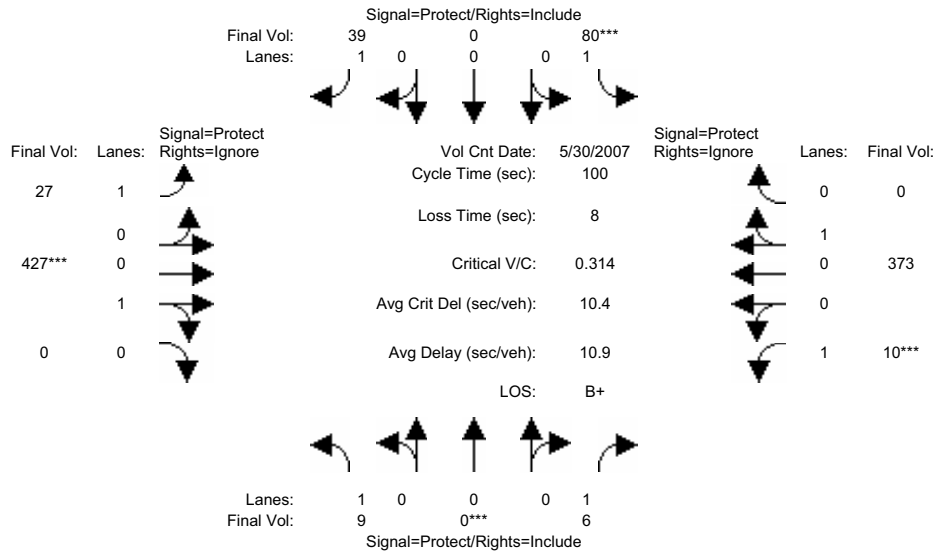 Signal=Protect/Rights=Include
Final Vol: 39 0 80***
Lanes: 1 0 0 0 1
Signal=Protect Signal=Protect
Final Vol: Lanes: Rights=Ignore Vol Cnt Date: 5/30/2007 Rights=Ignore Lanes: Final Vol:
Cycle Time (sec): 100
27 1 0 0
Loss Time (sec): 8
0 1
427*** 0 Critical V/C: 0.314 0 373
1 Avg Crit Del (sec/veh): 10.4 0
0 0 Avg Delay (sec/veh): 10.9 1 10***
LOS: B+
Lanes: 1 0 0 0 1
Final Vol: 9 0*** 6
Signal=Protect/Rights=Include